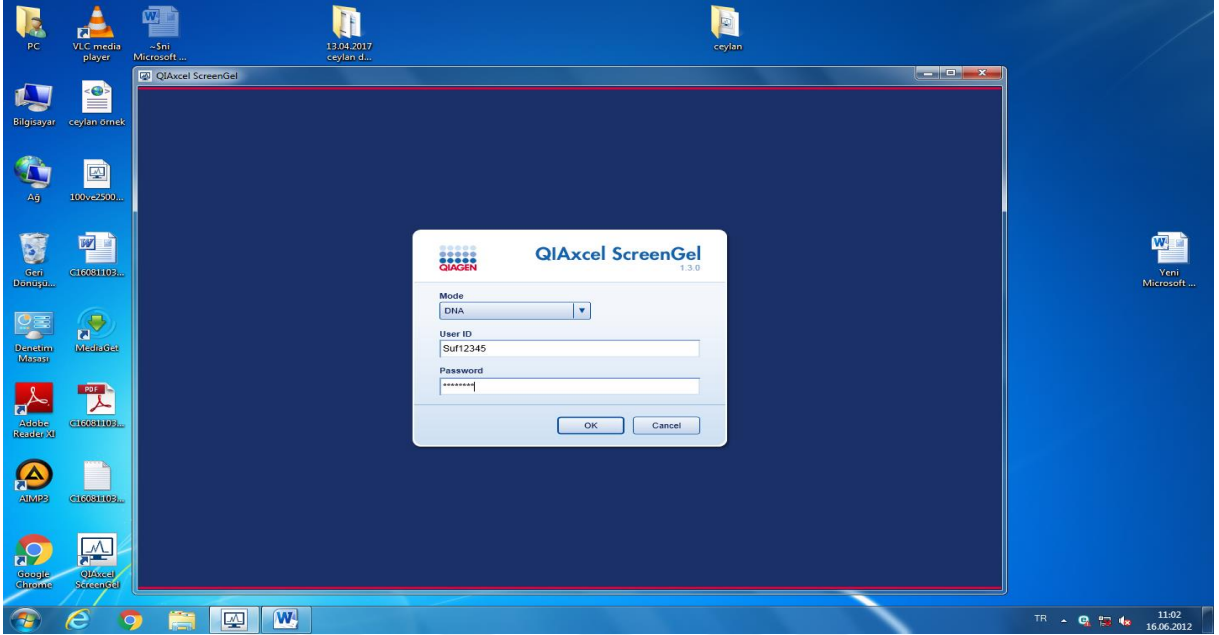 PC
VLC media
player
~$ni
Microsoft ...
13.04.2017
ceylan d...
ceylan
QIAxcel ScreenGel
Bilgisayar
ceylan örnek
Ağ
100ve2500...
Geri
Dönüşü...
C16081103...
Denetim
Masası
MediaGet
Adobe
Reader XI
PDF
C16081103...
AIMP3
C16081103...
Google
Chrome
QIAxcel
ScreenGel
Yeni
Microsoft ...
QIAGEN
QIAxcel ScreenGel
1.3.0
Mode
DNA
User ID
Suf12345
Password
********
OK
Cancel
TR
11:02
16.06.2012